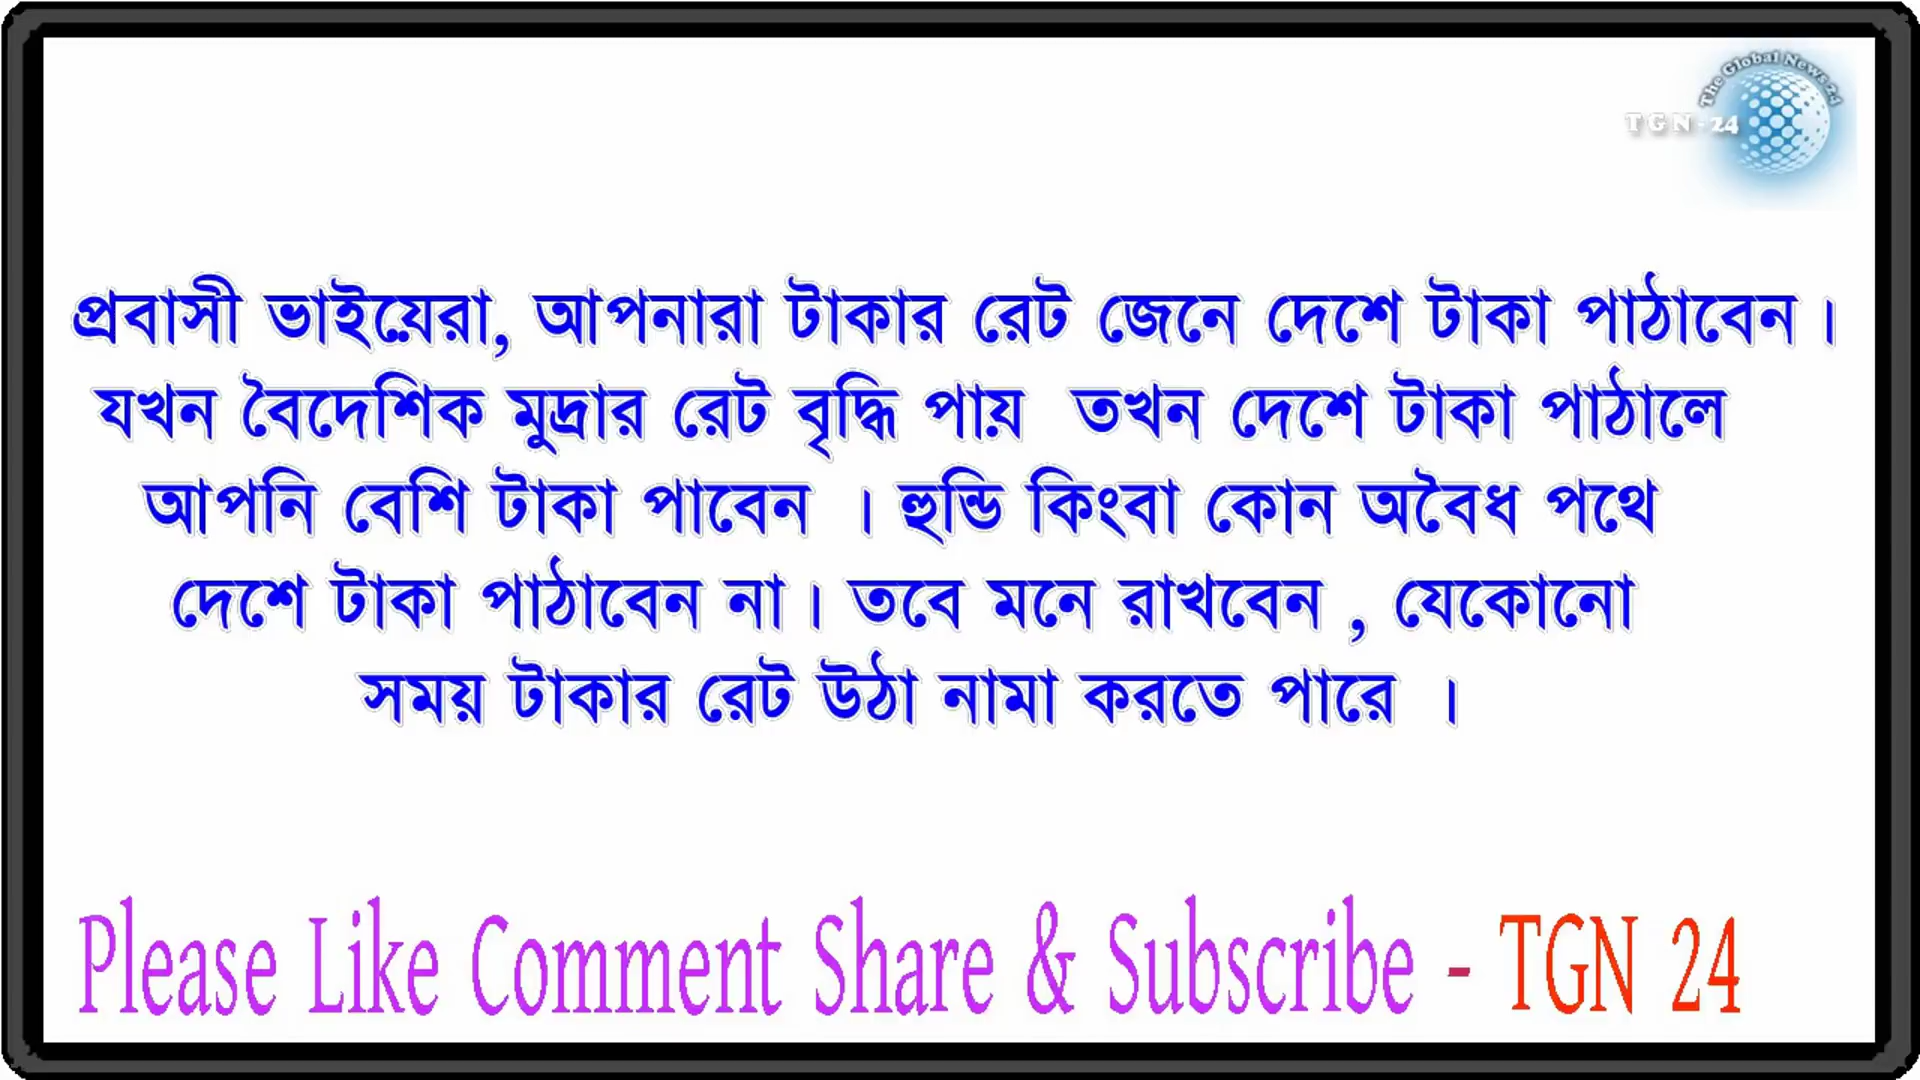 The Global News 24
TGN-24
প্রবাসী ভাইয়েরা, আপনারা টাকার রেট জেনে দেশে টাকা পাঠাবেন।
যখন বৈদেশিক মুদ্রার রেট বৃদ্ধি পায় তখন দেশে টাকা পাঠালে
আপনি বেশি টাকা পাবেন । হুন্ডি কিংবা কোন অবৈধ পথে
দেশে টাকা পাঠাবেন না। তবে মনে রাখবেন , যেকোনো
সময় টাকার রেট উঠা নামা করতে পারে ।
Please Like Comment Share & Subscribe - TGN 24